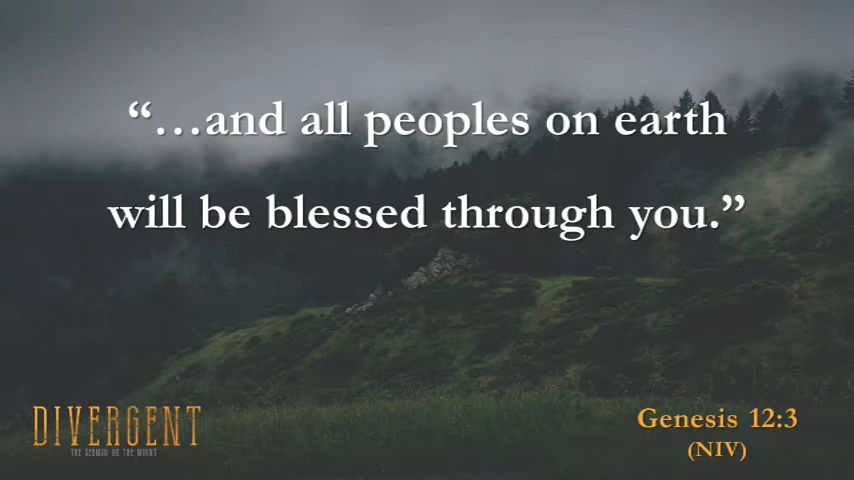 “…and all peoples on earth
will be blessed through you.”
DIVERGENT
THE SERMON ON THE MOUNT
Genesis 12:3
(NIV)